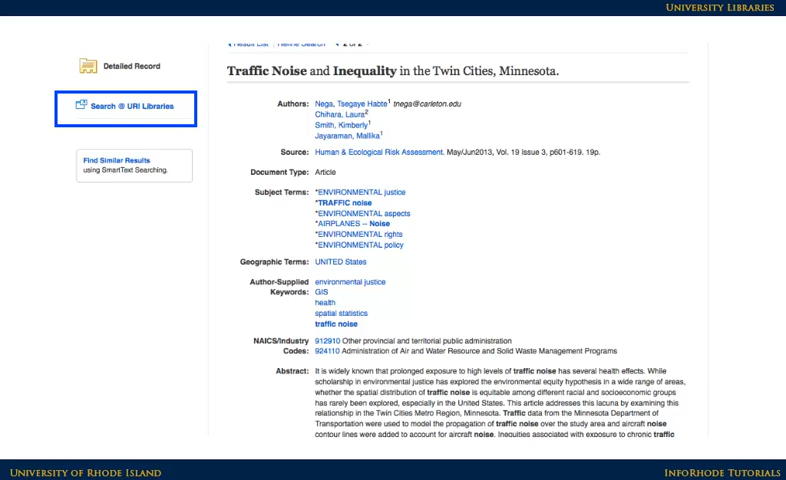 UNIVERSITY LIBRARIES
Result List Refine Search 2 of 2
Detailed Record
Traffic Noise and Inequality in the Twin Cities, Minnesota.
Search @ URI Libraries
Authors: Nega, Tsegaye Habte1 tnega@carleton.edu
Chihara, Laura2
Smith, Kimberly1
Jayaraman, Mallika1
Find Similar Results
using SmartText Searching.
Source: Human & Ecological Risk Assessment. May/Jun2013, Vol. 19 Issue 3, p601-619. 19p.
Document Type: Article
Subject Terms: *ENVIRONMENTAL justice
*TRAFFIC noise
*ENVIRONMENTAL aspects
*AIRPLANES -- Noise
*ENVIRONMENTAL rights
*ENVIRONMENTAL policy
Geographic Terms: UNITED States
Author-Supplied environmental justice
Keywords: GIS
health
spatial statistics
traffic noise
NAICS/Industry 912910 Other provincial and territorial public administration
Codes: 924110 Administration of Air and Water Resource and Solid Waste Management Programs
Abstract: It is widely known that prolonged exposure to high levels of traffic noise has several health effects. While
scholarship in environmental justice has explored the environmental equity hypothesis in a wide range of areas,
whether the spatial distribution of traffic noise is equitable among different racial and socioeconomic groups
has rarely been explored, especially in the United States. This article addresses this lacuna by examining this
relationship in the Twin Cities Metro Region, Minnesota. Traffic data from the Minnesota Department of
Transportation were used to model the propagation of traffic noise over the study area and aircraft noise
contour lines were added to account for aircraft noise. Inequities associated with exposure to chronic traffic
UNIVERSITY OF RHODE ISLAND
INFORHODE TUTORIALS